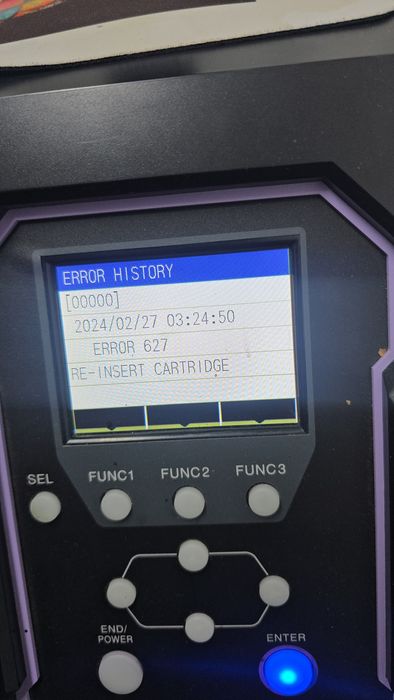 ERROR HISTORY
[00000]
2024/02/27 03:24:50
ERROR 627
RE-INSERT CARTRIDGE
SEL
FUNC1
FUNC2
FUNC3
END/
POWER
ENTER